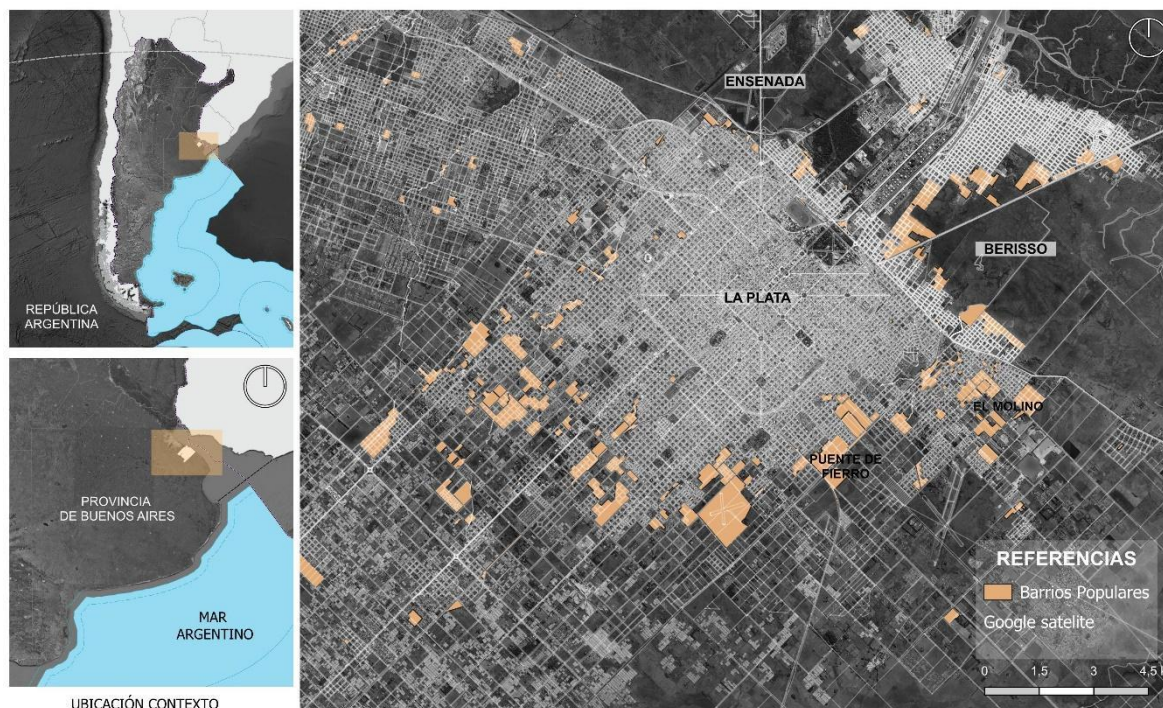 REPÚBLICA
ARGENTINA
PROVINCIA
DE BUENOS AIRES
MAR
ARGENTINO
UBICACIÓN CONTEXTO
ENSENADA
BERISSO
LA PLATA
EL MOLINO
PUENTE DE
FIERRO
REFERENCIAS
Barrios Populares
Google satelite
0 1,5 3 4,5